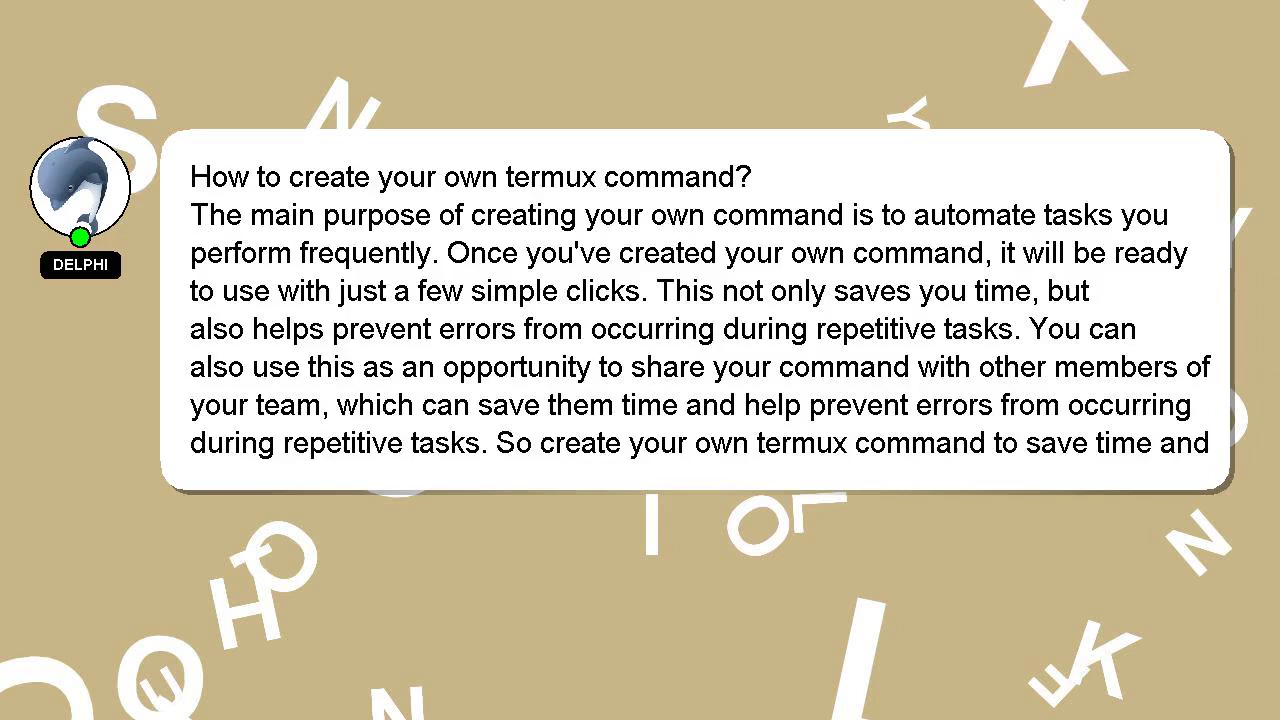 How to create your own termux command?
The main purpose of creating your own command is to automate tasks you
perform frequently. Once you've created your own command, it will be ready
to use with just a few simple clicks. This not only saves you time, but
also helps prevent errors from occurring during repetitive tasks. You can
also use this as an opportunity to share your command with other members of
your team, which can save them time and help prevent errors from occurring
during repetitive tasks. So create your own termux command to save time and
DELPHI